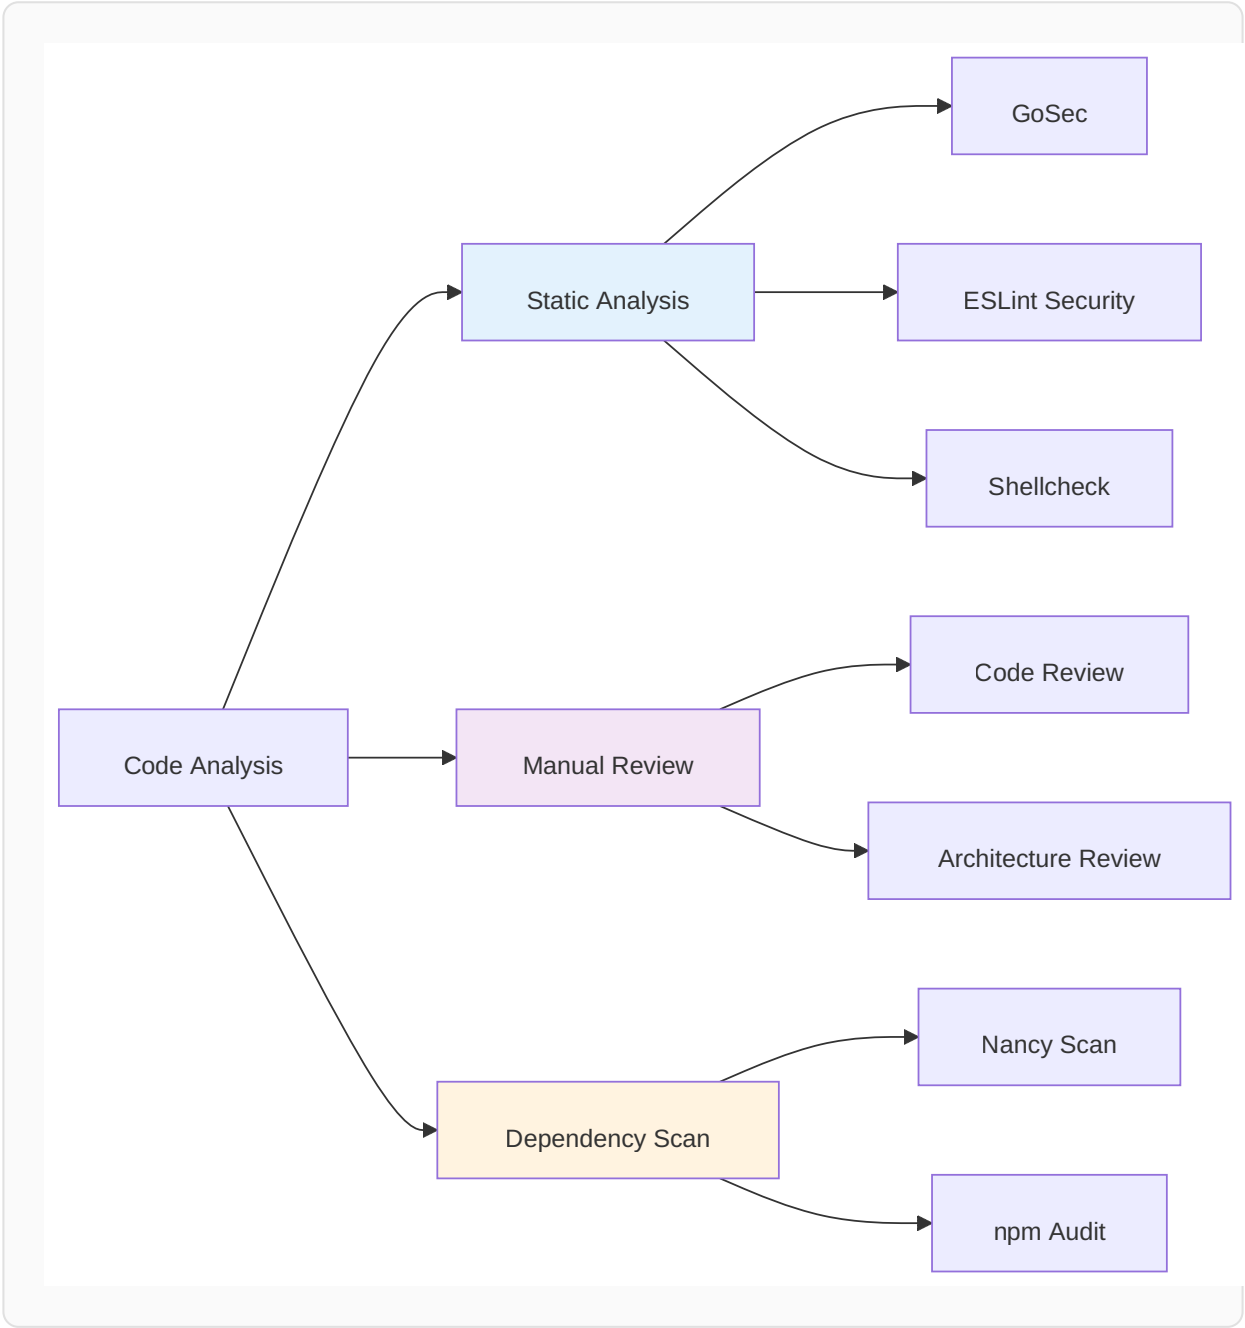 GoSec
Static Analysis
ESLint Security
Shellcheck
Code Review
Code Analysis
Manual Review
Architecture Review
Nancy Scan
Dependency Scan
npm Audit